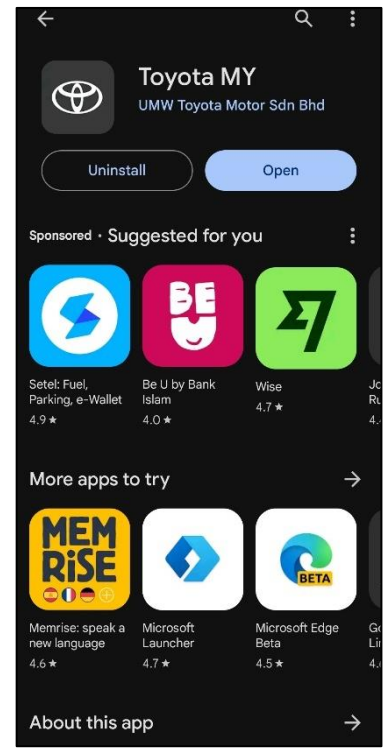 Toyota MY
UMW Toyota Motor Sdn Bhd
Uninstall
Open
Sponsored · Suggested for you
BE
U
Setel: Fuel,
Parking, e-Wallet
4.9 ★
Be U by Bank
Islam
4.0 ★
Wise
4.7 ★
More apps to try
MEM
RiSE
BETA
Memrise: speak a
new language
4.6 ★
Microsoft
Launcher
4.7 ★
Microsoft Edge
Beta
4.5 ★
About this app